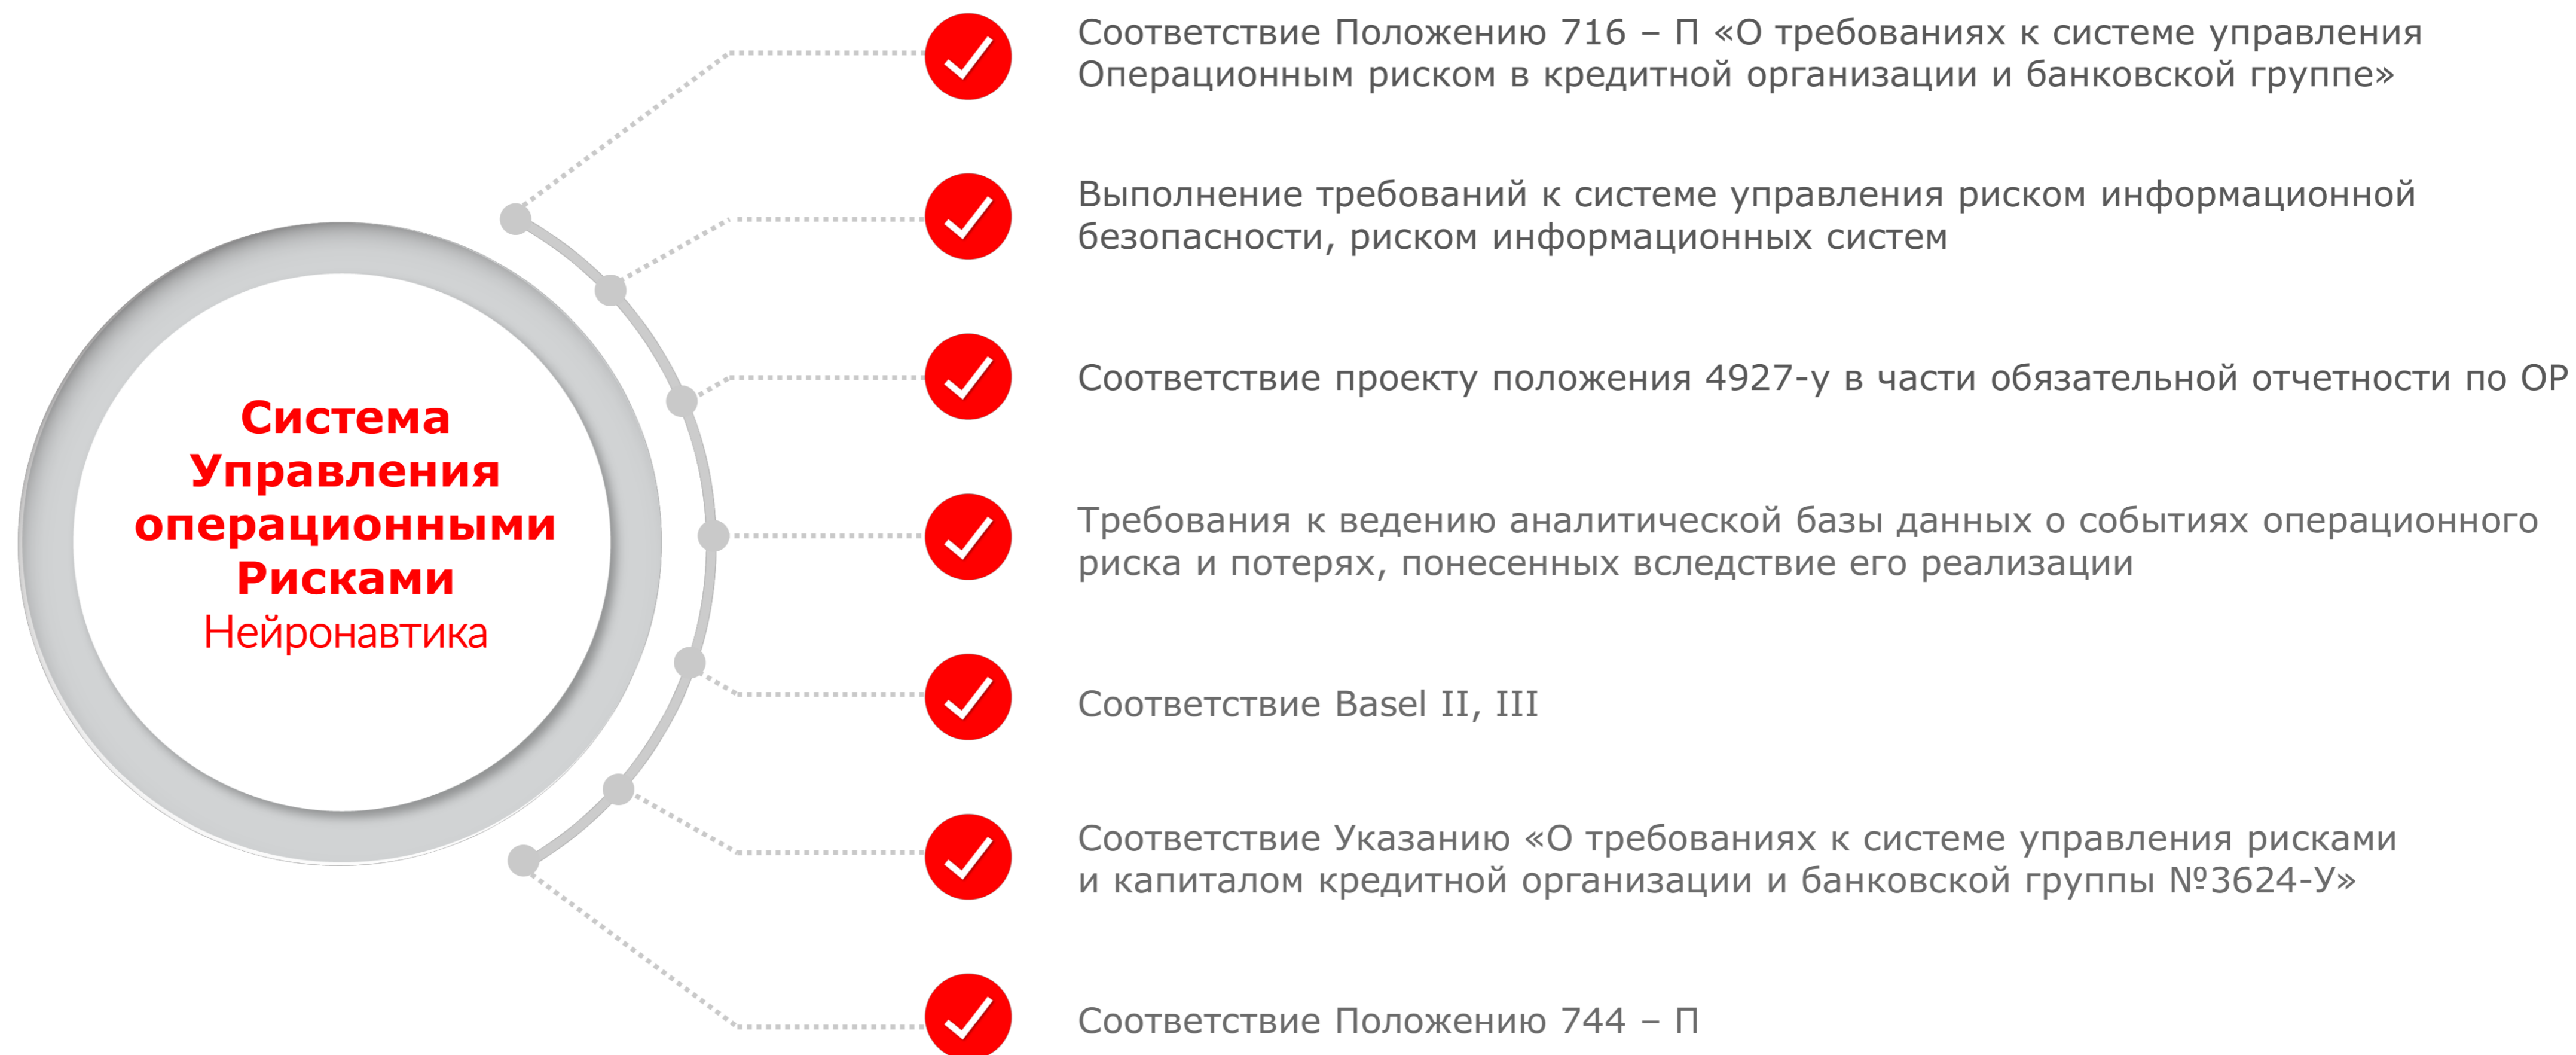 Система
Управления
операционными
Рисками
Нейронавтика
Соответствие Положению 716 – П «О требованиях к системе управления
Операционным риском в кредитной организации и банковской группе»
Выполнение требований к системе управления риском информационной
безопасности, риском информационных систем
Соответствие проекту положения 4927-у в части обязательной отчетности по ОР
Требования к ведению аналитической базы данных о событиях операционного
риска и потерях, понесенных вследствие его реализации
Соответствие Basel II, III
Соответствие Указанию «О требованиях к системе управления рисками
и капиталом кредитной организации и банковской группы №3624-У»
Соответствие Положению 744 – П